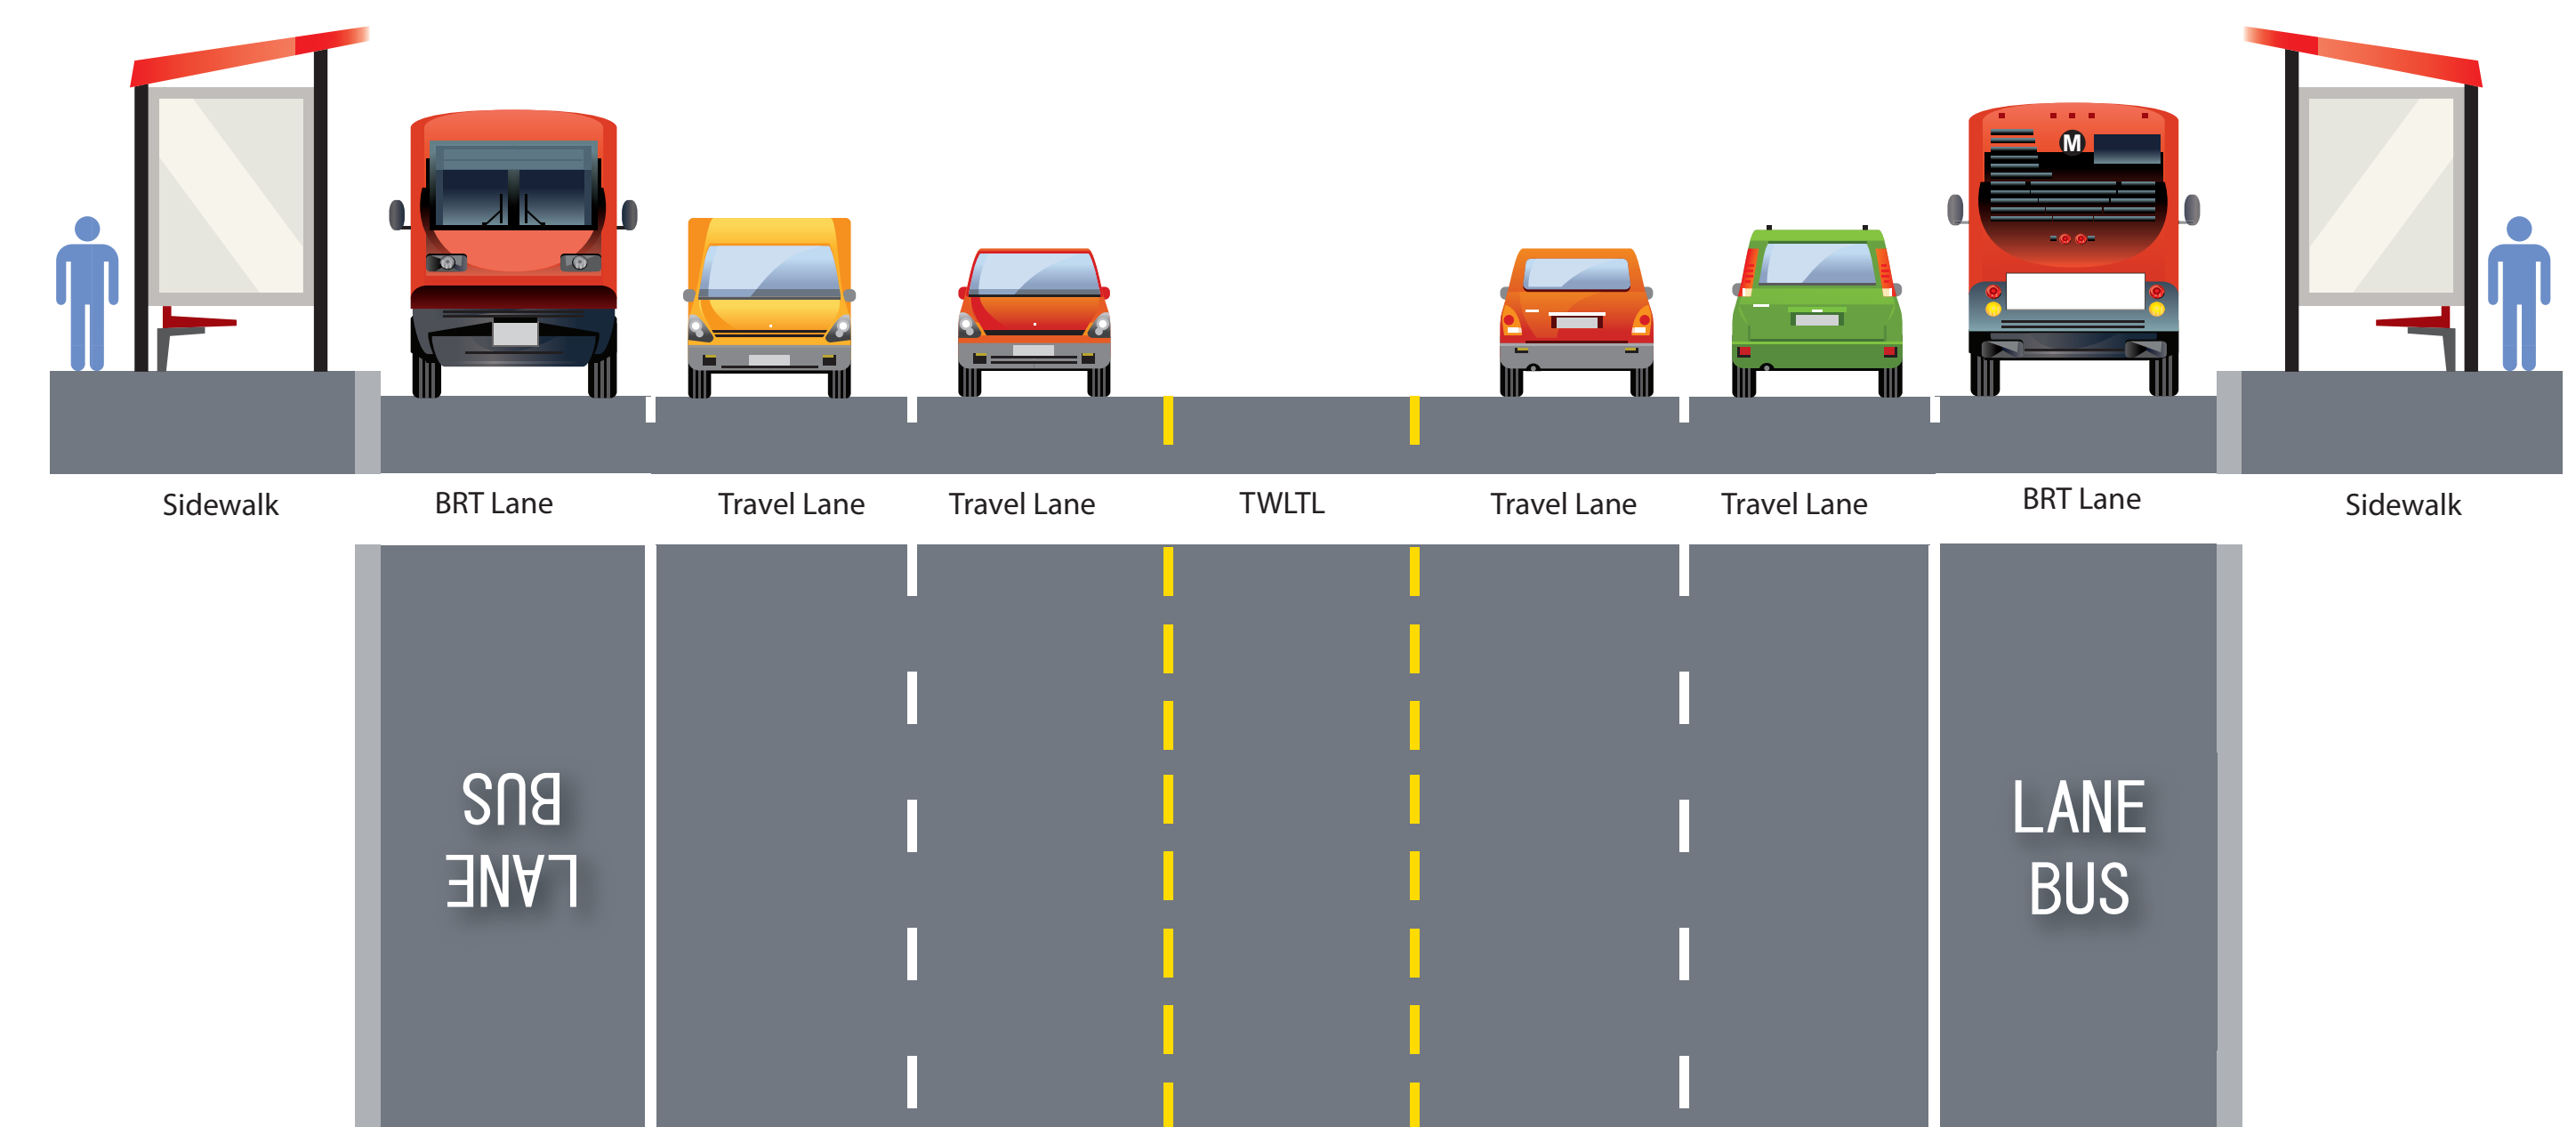 M
Sidewalk
BRT Lane
Travel Lane
Travel Lane
TWLTL
Travel Lane
Travel Lane
BRT Lane
Sidewalk
BUS
LANE
LANE
BUS